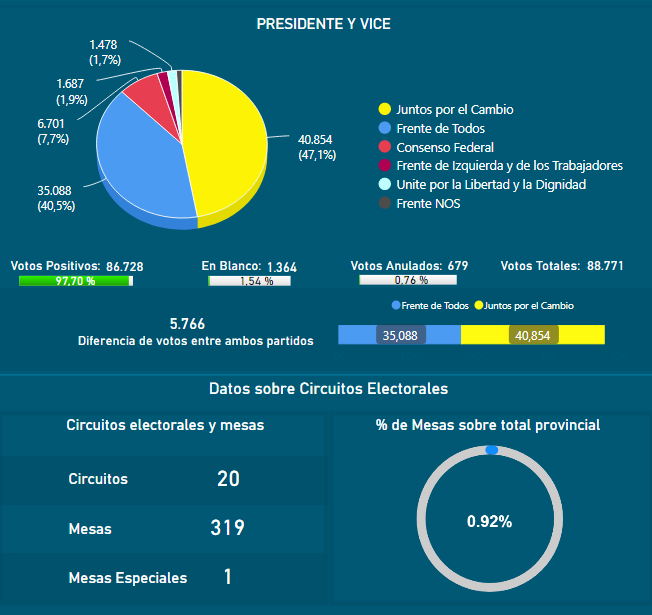 PRESIDENTE Y VICE
1.478
(1,7%)
1.687
(1,9%)
6.701
(7,7%)
35.088
(40,5%)
40.854
(47,1%)
Juntos por el Cambio
Frente de Todos
Consenso Federal
Frente de Izquierda y de los Trabajadores
Unite por la Libertad y la Dignidad
Frente NOS
Votos Positivos: 86.728
97,70 %
En Blanco: 1.364
1,54 %
Votos Anulados: 679
0,76 %
Votos Totales: 88.771
5.766
Diferencia de votos entre ambos partidos
Frente de Todos Juntos por el Cambio
35,088 40,854
Datos sobre Circuitos Electorales
Circuitos electorales y mesas
Circuitos 20
Mesas 319
Mesas Especiales 1
% de Mesas sobre total provincial
0.92%